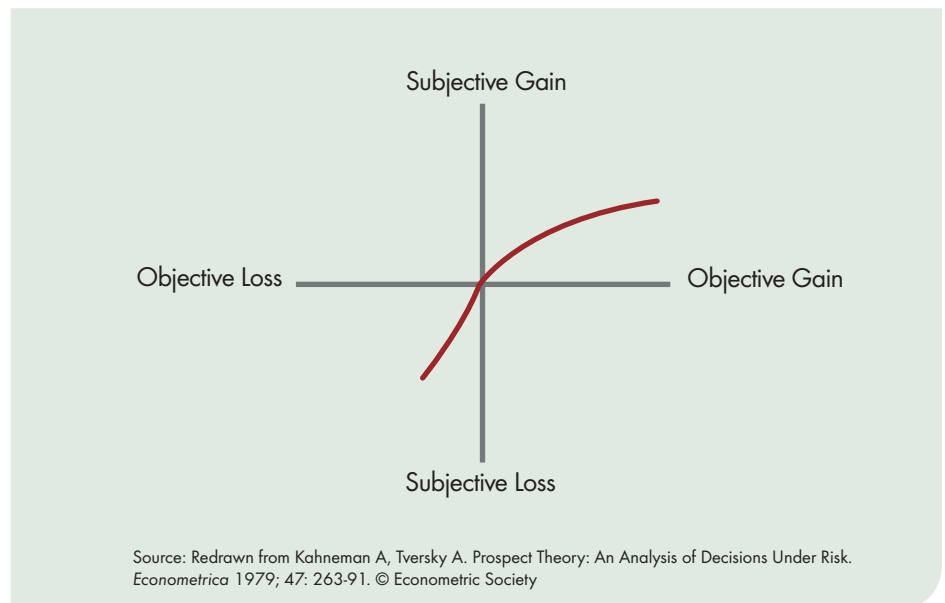 Subjective Gain
Objective Loss
Objective Gain
Subjective Loss
Source: Redrawn from Kahneman A, Tversky A. Prospect Theory: An Analysis of Decisions Under Risk.
Econometrica 1979; 47: 263-91. © Econometric Society